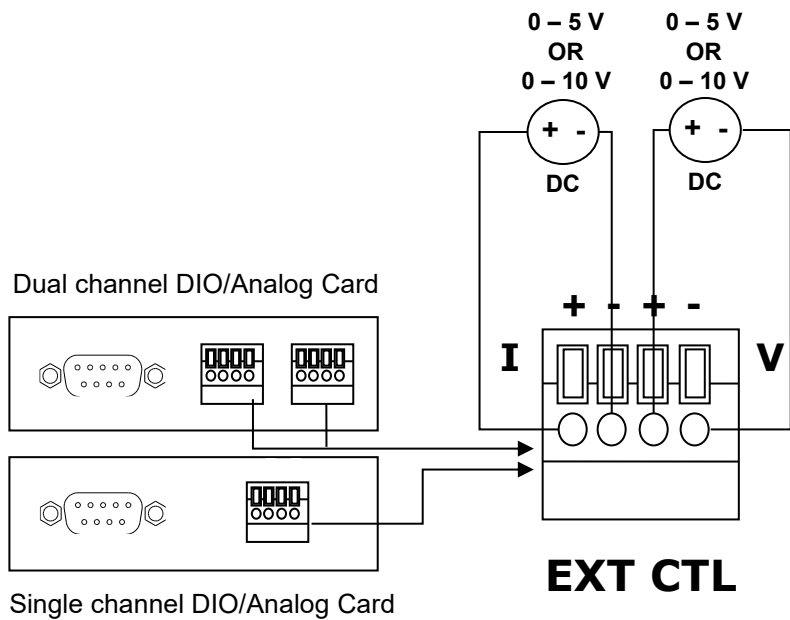 0 – 5 V
OR
0 – 10 V
+ -
DC
0 – 5 V
OR
0 – 10 V
+ -
DC
Dual channel DIO/Analog Card
+ - + -
I
V
EXT CTL
Single channel DIO/Analog Card